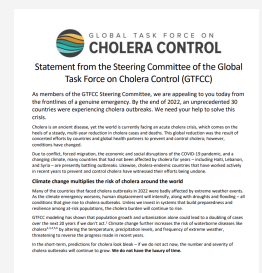 GLOBAL TASK FORCE ON
CHOLERA CONTROL
Statement from the Steering Committee of the Global
Task Force on Cholera Control (GTFCC)
As members of the GTFCC Steering Committee, we are appealing to you today from
the frontlines of a genuine emergency. By the end of 2022, an unprecedented 30
countries were experiencing cholera outbreaks. We need your help to solve this
crisis.
Cholera is an ancient disease, yet the world is currently facing an acute cholera crisis, which comes on the
heels of a steady, multi-year reduction in cholera cases and deaths. This global reduction was the result of
concerted efforts by countries and global health partners to prevent and control cholera; however,
conditions have changed.
Due to conflict, forced migration, the economic and social disruptions of the COVID-19 pandemic, and a
changing climate, many countries that had not been affected by cholera for years – including Haiti, Lebanon,
and Syria – are presently battling outbreaks. Likewise, cholera-endemic countries that have worked actively
in recent years to prevent and control cholera have witnessed their efforts being undone.
Climate change multiplies the risk of cholera around the world
Many of the countries that faced cholera outbreaks in 2022 were badly affected by extreme weather events.
As the climate emergency worsens, human displacement will intensify, along with droughts and flooding – all
conditions that give rise to cholera outbreaks. Unless we invest in systems that build preparedness and
resilience among at-risk populations, the cholera burden will continue to rise.
GTFCC modeling has shown that population growth and urbanization alone could lead to a doubling of cases
over the next 20 years if we don't act. Climate change further increases the risk of waterborne diseases like
cholera by altering the temperature, precipitation levels, and frequency of extreme weather,
threatening to reverse the progress made in recent years.
In the short-term, predictions for cholera look bleak – if we do not act now, the number and severity of
cholera outbreaks will continue to grow. We do not have the luxury of time.